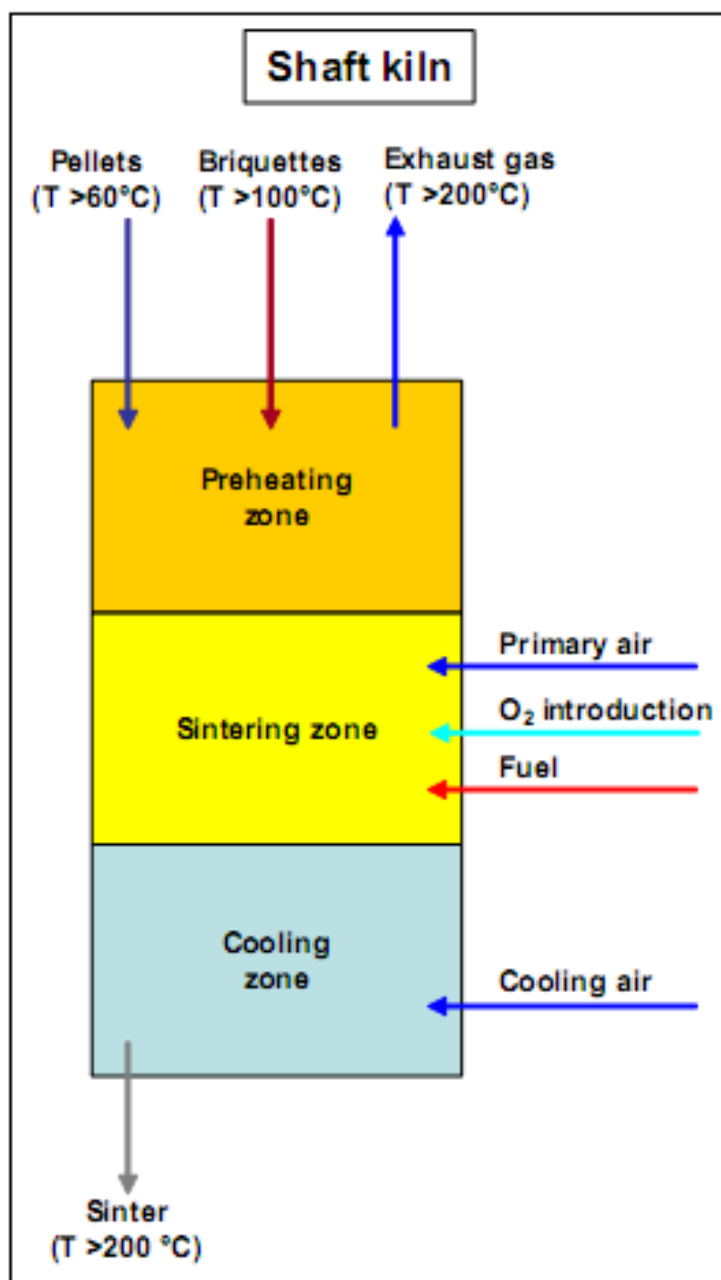 Shaft kiln
Pellets
(T >60°C)
Briquettes
(T >100°C)
Exhaust gas
(T >200°C)
Preheating
zone
Primary air
O₂ introduction
Sintering zone
Fuel
Cooling
zone
Cooling air
Sinter
(T >200 °C)